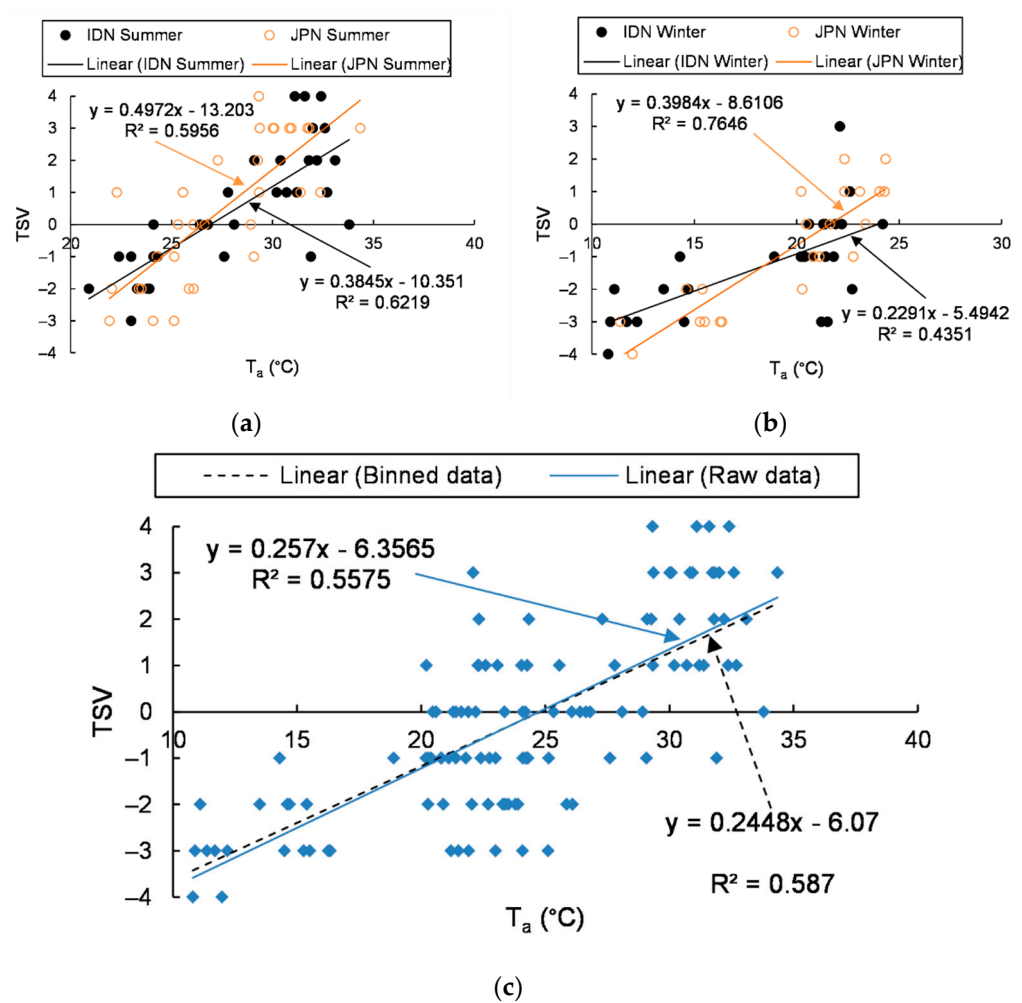 IDN Summer JPN Summer
Linear (IDN Summer) Linear (JPN Summer)
4
3
2
1
0
–1
–2
–3
–4
20 25 30 35 40
TSV
Ta (°C)
y = 0.4972x - 13.203
R² = 0.5956
y = 0.3845x - 10.351
R² = 0.6219
(a)
IDN Winter JPN Winter
Linear (IDN Winter) Linear (JPN Winter)
4
3
2
1
0
–1
–2
–3
–4
10 15 20 25 30
TSV
Ta (°C)
y = 0.3984x - 8.6106
R² = 0.7646
y = 0.2291x - 5.4942
R² = 0.4351
(b)
Linear (Binned data) Linear (Raw data)
4
3
2
1
0
–1
–2
–3
–4
10 15 20 25 30 35 40
TSV
Ta (°C)
y = 0.257x - 6.3565
R² = 0.5575
y = 0.2448x - 6.07
R² = 0.587
(c)